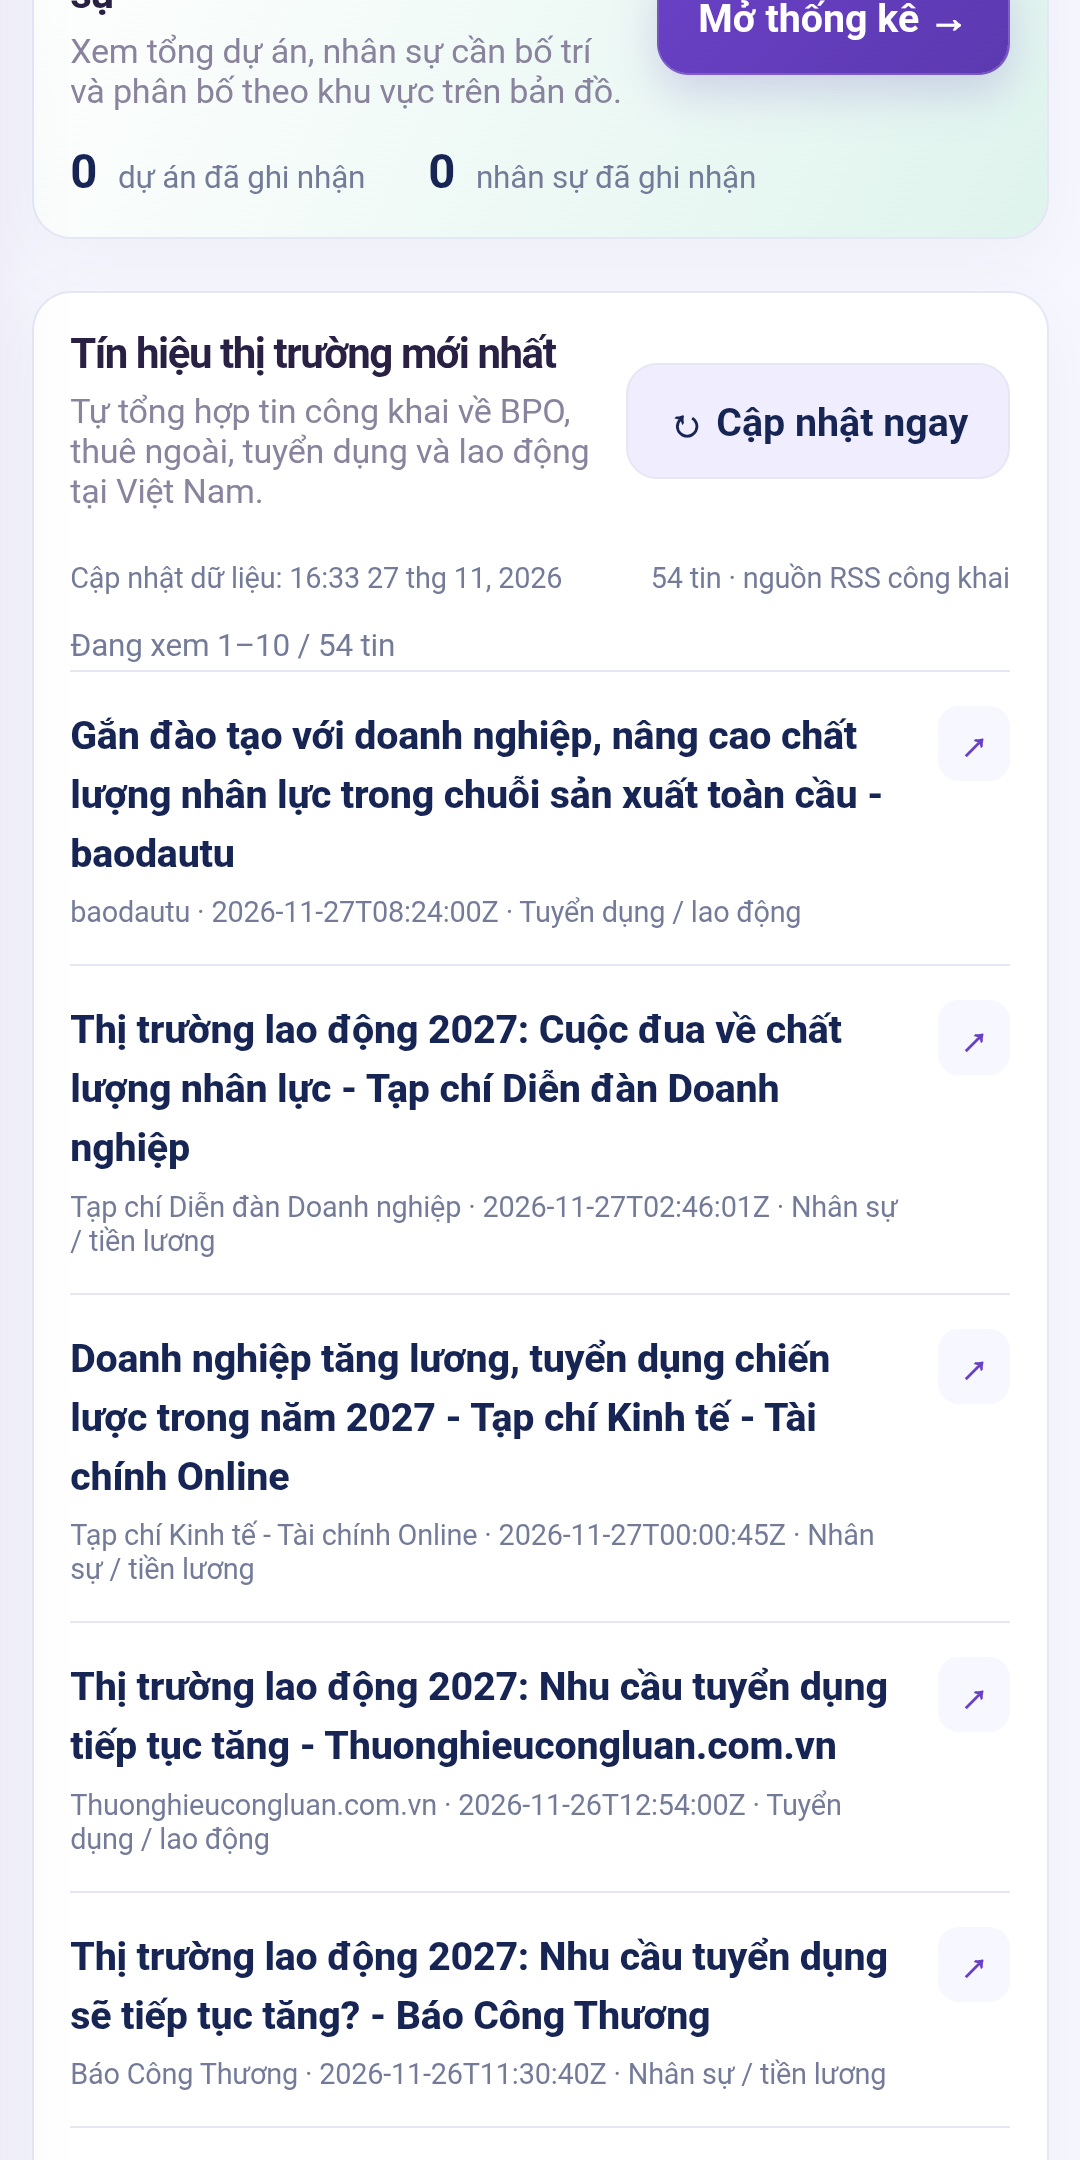 sự
Mở thống kê →
Xem tổng dự án, nhân sự cần bố trí
và phân bố theo khu vực trên bản đồ.
0 dự án đã ghi nhận 0 nhân sự đã ghi nhận
Tín hiệu thị trường mới nhất
Tự tổng hợp tin công khai về BPO,
thuê ngoài, tuyển dụng và lao động
tại Việt Nam.
↻ Cập nhật ngay
Cập nhật dữ liệu: 16:33 27 thg 11, 2026 54 tin · nguồn RSS công khai
Đang xem 1–10 / 54 tin
Gắn đào tạo với doanh nghiệp, nâng cao chất
lượng nhân lực trong chuỗi sản xuất toàn cầu -
baodautu
↗
baodautu · 2026-11-27T08:24:00Z · Tuyển dụng / lao động
Thị trường lao động 2027: Cuộc đua về chất
lượng nhân lực - Tạp chí Diễn đàn Doanh
nghiệp
↗
Tạp chí Diễn đàn Doanh nghiệp · 2026-11-27T02:46:01Z · Nhân sự
/ tiền lương
Doanh nghiệp tăng lương, tuyển dụng chiến
lược trong năm 2027 - Tạp chí Kinh tế - Tài
chính Online
↗
Tạp chí Kinh tế - Tài chính Online · 2026-11-27T00:00:45Z · Nhân
sự / tiền lương
Thị trường lao động 2027: Nhu cầu tuyển dụng
tiếp tục tăng - Thuonghieucongluan.com.vn
↗
Thuonghieucongluan.com.vn · 2026-11-26T12:54:00Z · Tuyển
dụng / lao động
Thị trường lao động 2027: Nhu cầu tuyển dụng
sẽ tiếp tục tăng? - Báo Công Thương
↗
Báo Công Thương · 2026-11-26T11:30:40Z · Nhân sự / tiền lương